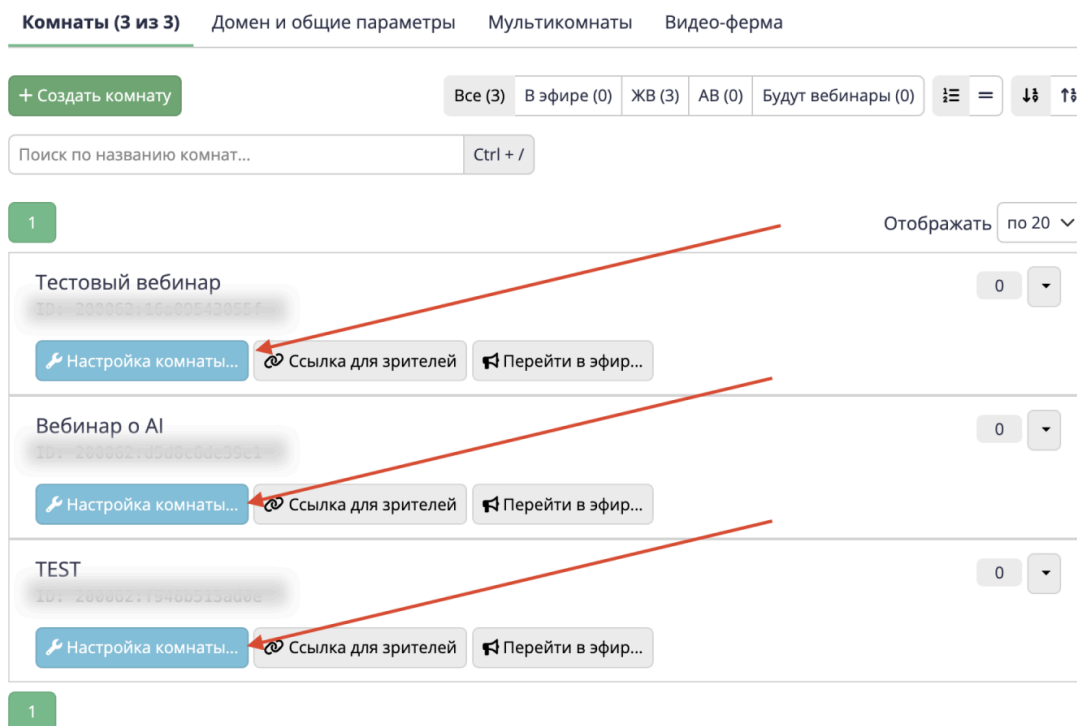 Комнаты (3 из 3) Домен и общие параметры Мультикомнаты Видео-ферма
+ Создать комнату Все (3) В эфире (0) ЖВ (3) АВ (0) Будут вебинары (0)
Поиск по названию комнат... Ctrl + /
1 Отображать по 20
Тестовый вебинар 0
Настройка комнаты... Ссылка для зрителей Перейти в эфир...
Вебинар о AI 0
Настройка комнаты... Ссылка для зрителей Перейти в эфир...
TEST 0
Настройка комнаты... Ссылка для зрителей Перейти в эфир...
1